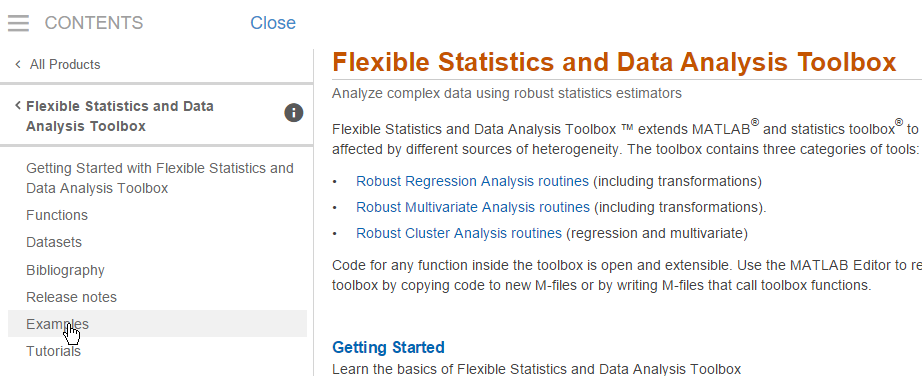 CONTENTS Close
All Products
Flexible Statistics and Data
Analysis Toolbox
Getting Started with Flexible Statistics and
Data Analysis Toolbox
Functions
Datasets
Bibliography
Release notes
Examples
Tutorials
Flexible Statistics and Data Analysis Toolbox
Analyze complex data using robust statistics estimators
Flexible Statistics and Data Analysis Toolbox ™ extends MATLAB® and statistics toolbox® to
affected by different sources of heterogeneity. The toolbox contains three categories of tools:
• Robust Regression Analysis routines (including transformations)
• Robust Multivariate Analysis routines (including transformations).
• Robust Cluster Analysis routines (regression and multivariate)
Code for any function inside the toolbox is open and extensible. Use the MATLAB Editor to re
toolbox by copying code to new M-files or by writing M-files that call toolbox functions.
Getting Started
Learn the basics of Flexible Statistics and Data Analysis Toolbox